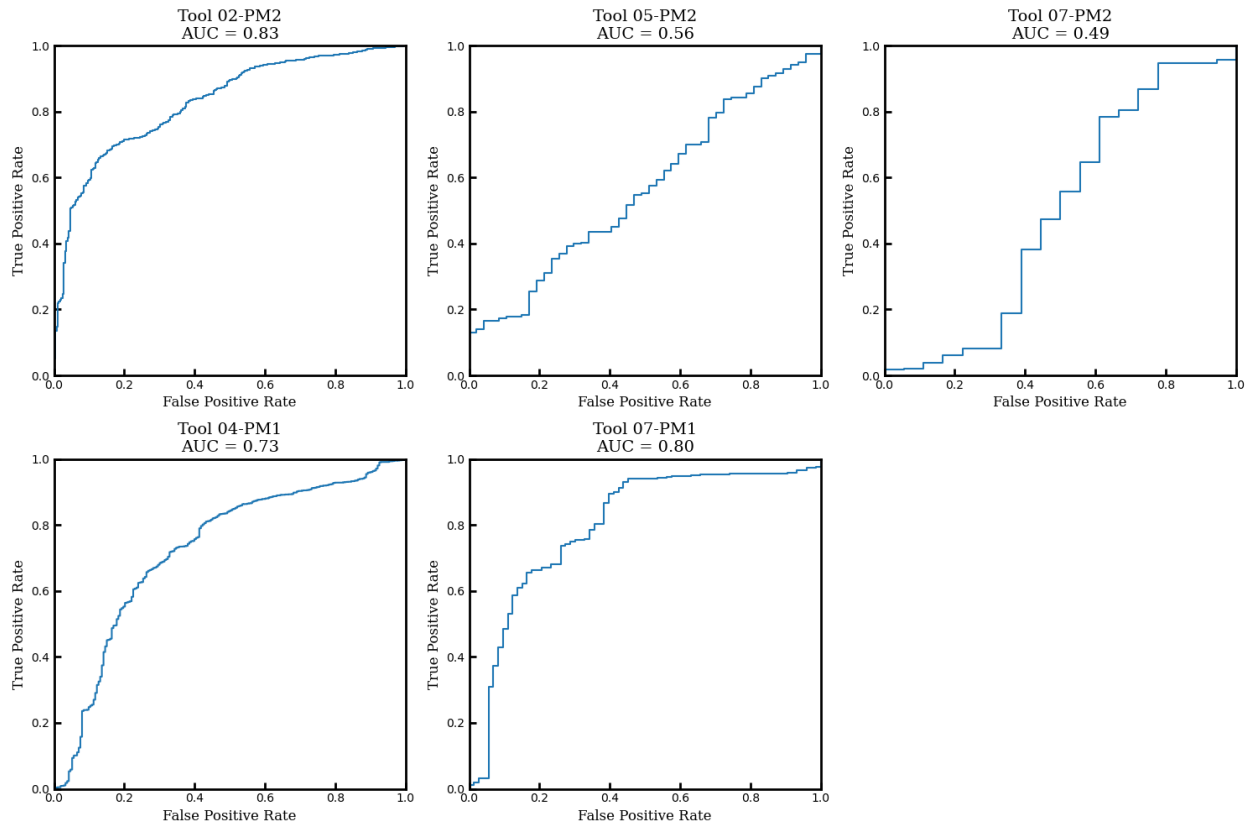 Tool 02-PM2
AUC = 0.83
1.0
0.8
0.6
0.4
0.2
0.0
True Positive Rate
0.0 0.2 0.4 0.6 0.8 1.0
False Positive Rate
Tool 05-PM2
AUC = 0.56
1.0
0.8
0.6
0.4
0.2
0.0
True Positive Rate
0.0 0.2 0.4 0.6 0.8 1.0
False Positive Rate
Tool 07-PM2
AUC = 0.49
1.0
0.8
0.6
0.4
0.2
0.0
True Positive Rate
0.0 0.2 0.4 0.6 0.8 1.0
False Positive Rate
Tool 04-PM1
AUC = 0.73
1.0
0.8
0.6
0.4
0.2
0.0
True Positive Rate
0.0 0.2 0.4 0.6 0.8 1.0
False Positive Rate
Tool 07-PM1
AUC = 0.80
1.0
0.8
0.6
0.4
0.2
0.0
True Positive Rate
0.0 0.2 0.4 0.6 0.8 1.0
False Positive Rate